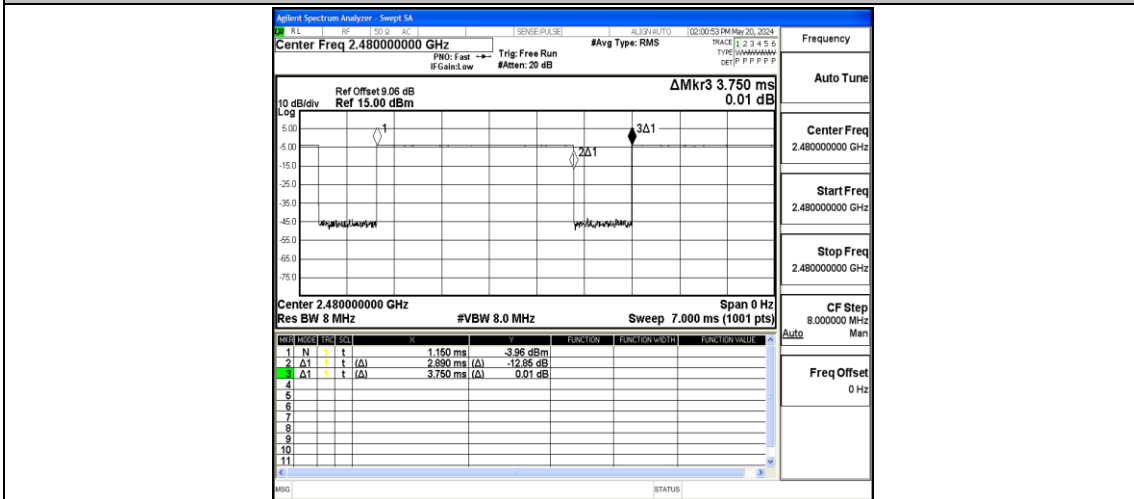 Agilent Spectrum Analyzer - Swept SA
RL RF 50 Ω AC SENSE:PULSE ALIGN AUTO 02:00:53 PM May 20, 2024
Center Freq 2.480000000 GHz #Avg Type: RMS TRACE 1 2 3 4 5 6
PNO: Fast Trig: Free Run TYPE
IFGain:Low #Atten: 20 dB DET P P P P P P
ΔMkr3 3.750 ms
0.01 dB
Ref Offset 9.06 dB
10 dB/div Ref 15.00 dBm
Log
5.00
-5.00
-15.0
-25.0
-35.0
-45.0
-55.0
-65.0
-75.0
1
2Δ1
3Δ1
Center 2.480000000 GHz Span 0 Hz
Res BW 8 MHz #VBW 8.0 MHz Sweep 7.000 ms (1001 pts)
MKR MODE TRC SCL X Y FUNCTION FUNCTION WIDTH FUNCTION VALUE
1 N 1 t 1.150 ms -3.96 dBm
2 Δ1 1 t (Δ) 2.890 ms (Δ) -12.85 dB
3 Δ1 1 t (Δ) 3.750 ms (Δ) 0.01 dB
4
5
6
7
8
9
10
11
MSG STATUS
Frequency
Auto Tune
Center Freq
2.480000000 GHz
Start Freq
2.480000000 GHz
Stop Freq
2.480000000 GHz
CF Step
8.000000 MHz
Auto Man
Freq Offset
0 Hz